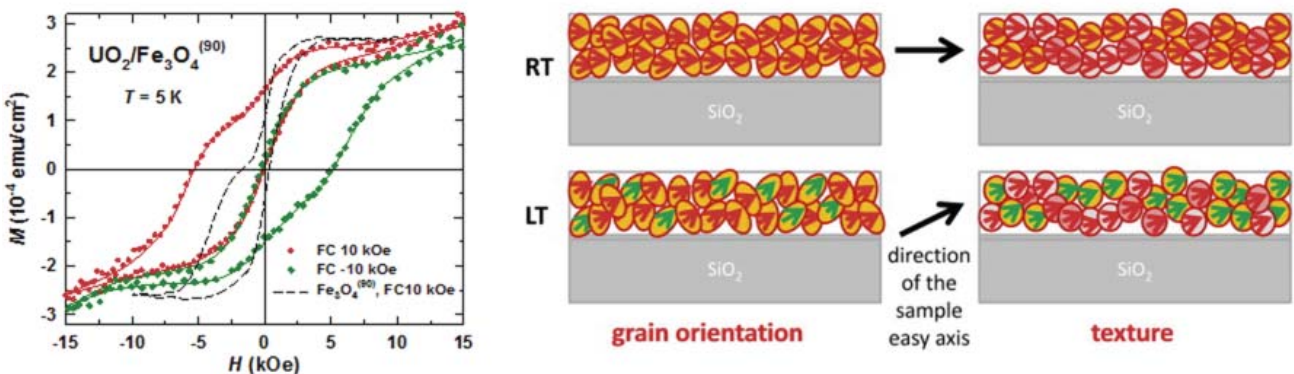 UO₂/Fe₃O₄⁽⁹⁰⁾
T = 5 K
M (10⁻⁴ emu/cm²)
3
2
1
0
-1
-2
-3
FC 10 kOe
FC -10 kOe
Fe₃O₄⁽⁹⁰⁾, FC10 kOe
-15 -10 -5 0 5 10 15
H (kOe)
RT
SiO₂
SiO₂
LT
SiO₂
SiO₂
direction
of the
sample
easy axis
grain orientation
texture